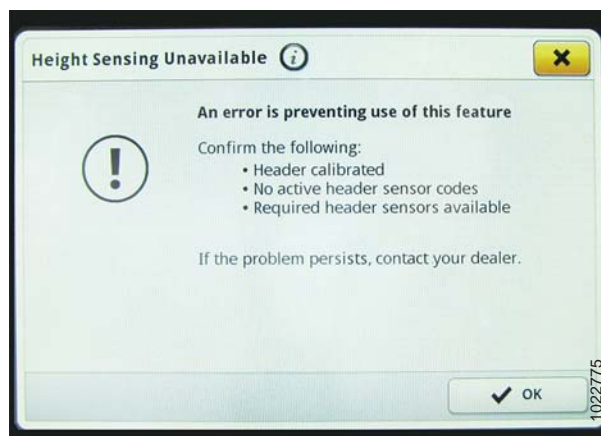 Height Sensing Unavailable i
An error is preventing use of this feature
!
Confirm the following:
• Header calibrated
• No active header sensor codes
• Required header sensors available
If the problem persists, contact your dealer.
OK
1022775